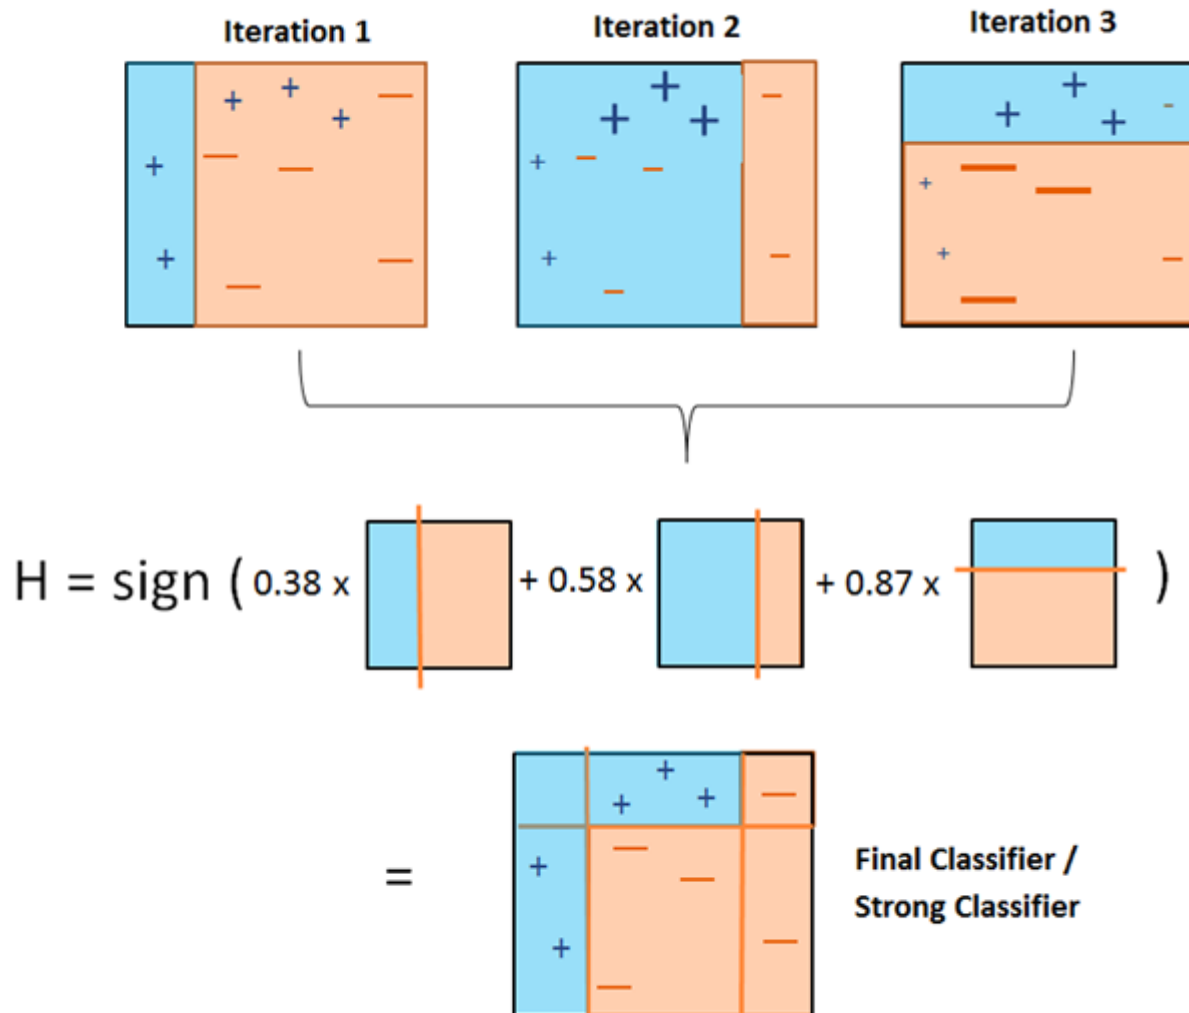 Iteration 1
Iteration 2
Iteration 3
H = sign ( 0.38 x + 0.58 x + 0.87 x )
=
Final Classifier /
Strong Classifier